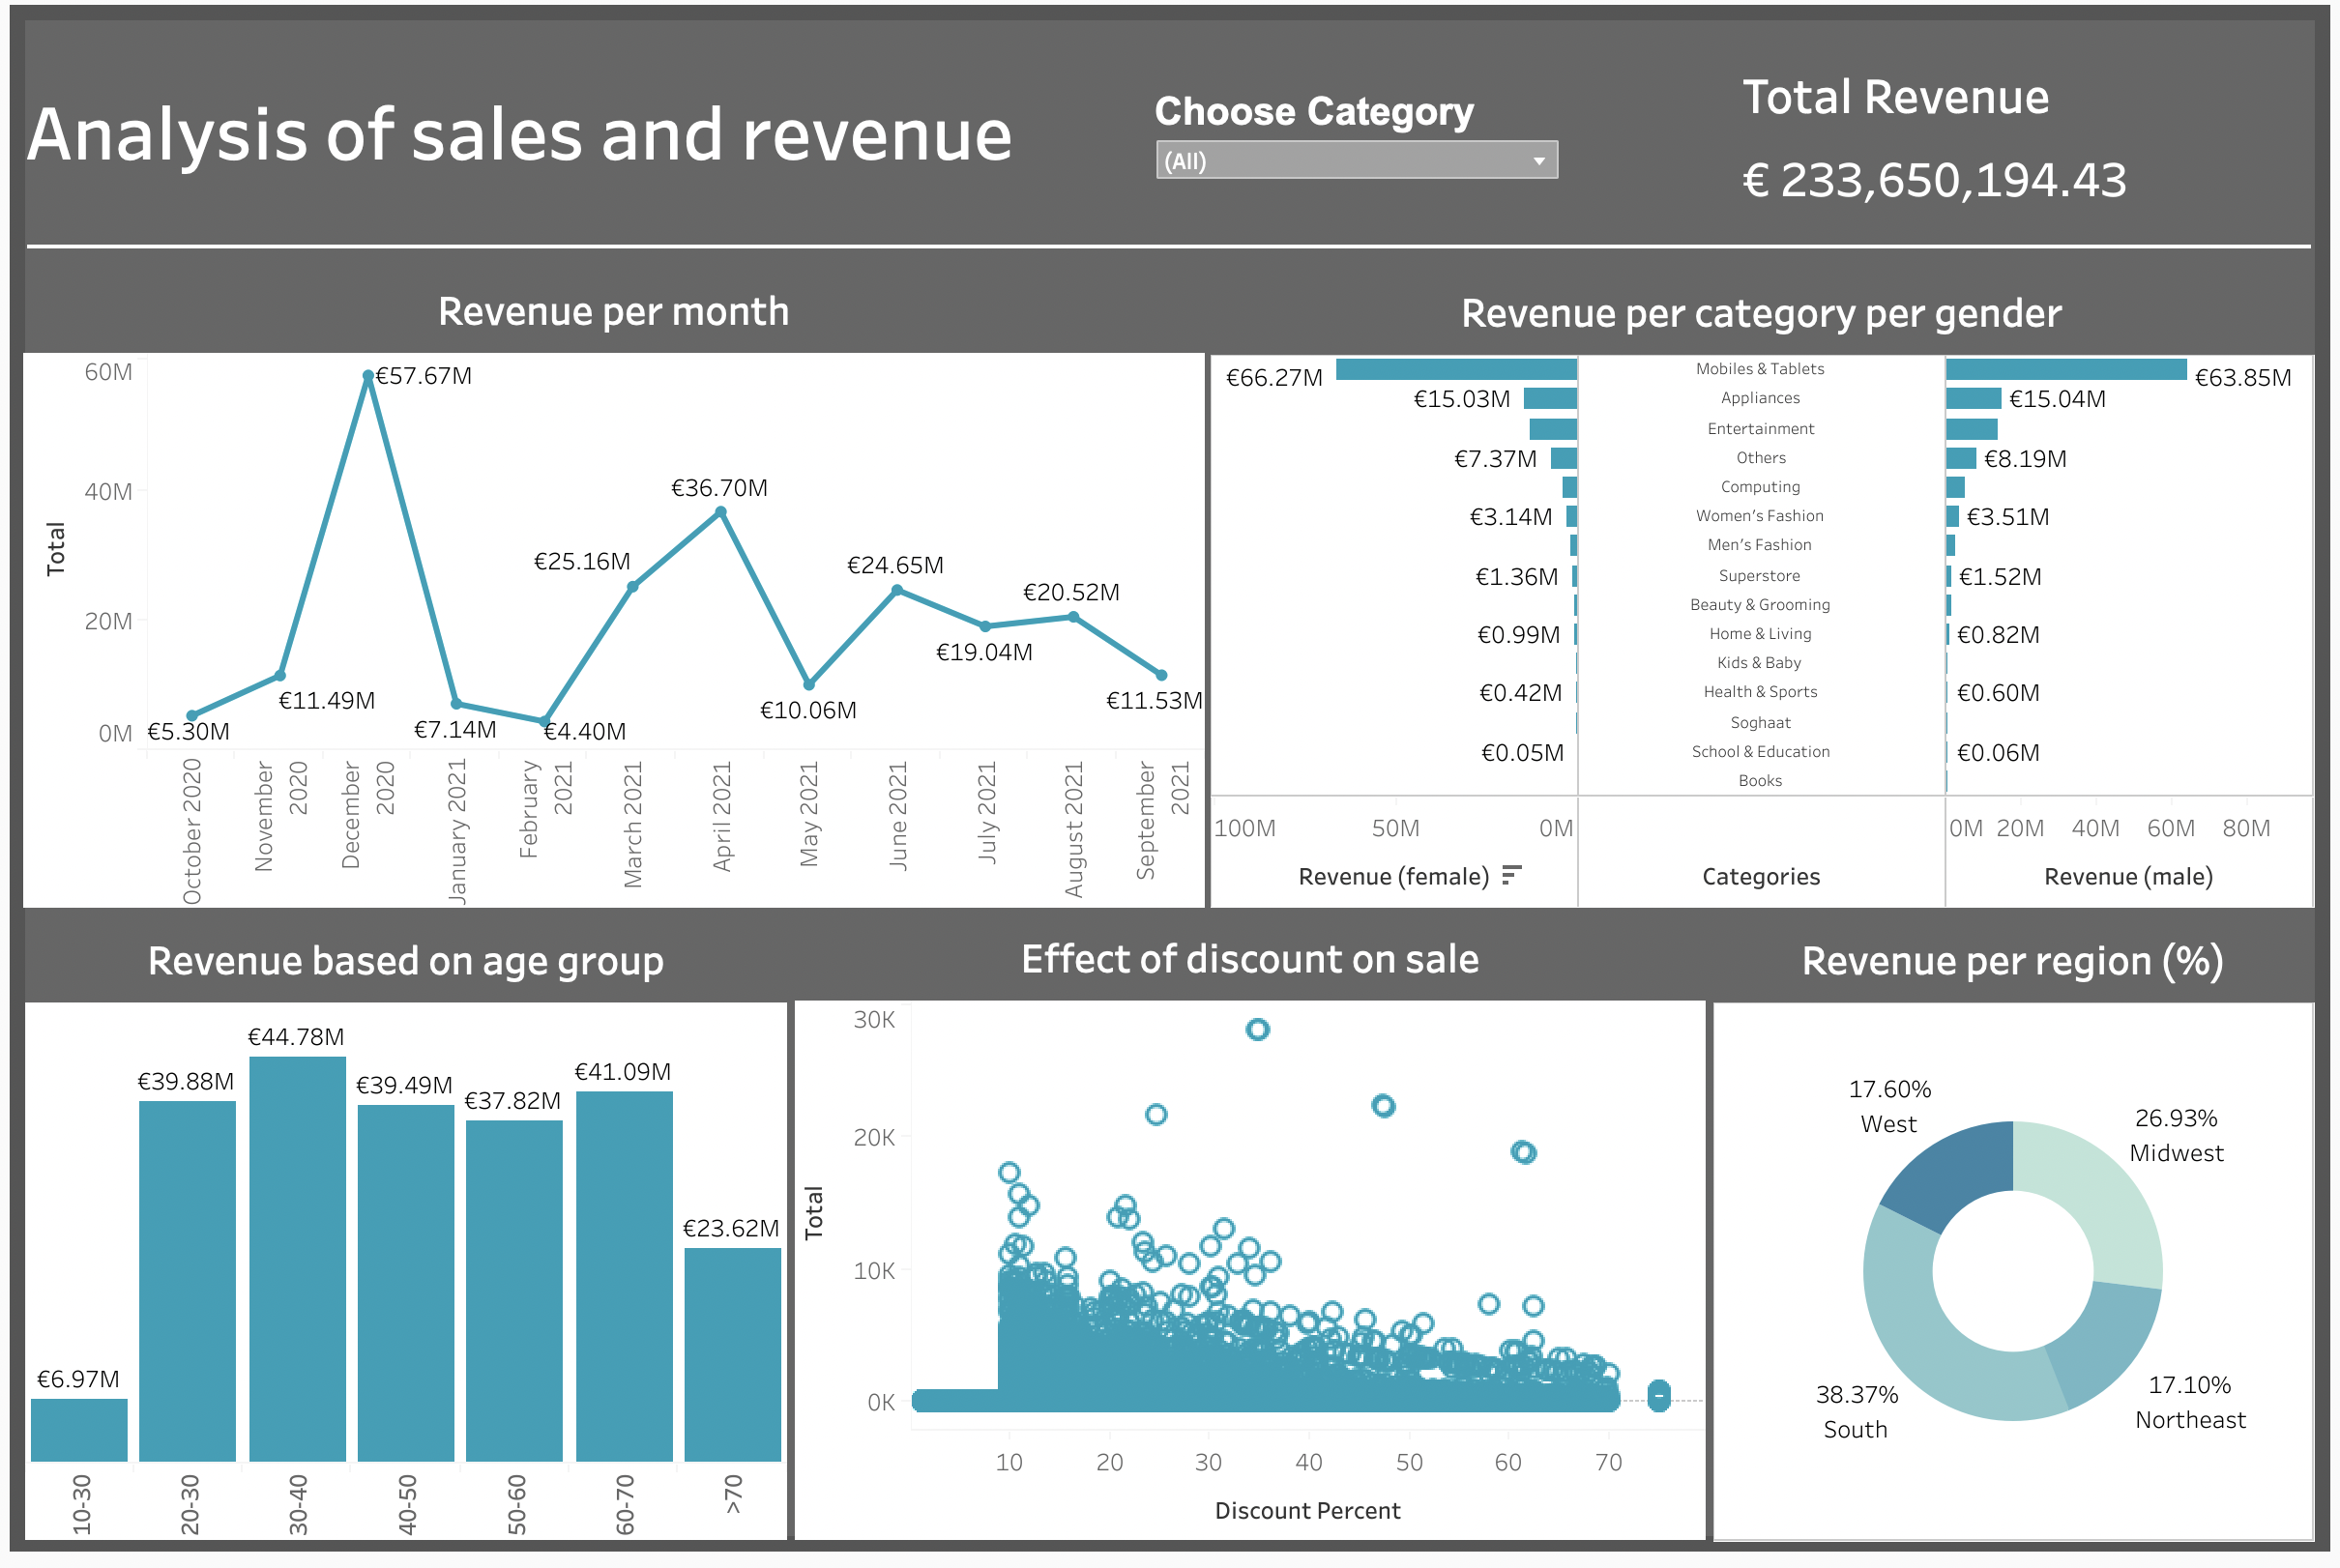 Analysis of sales and revenue
Choose Category
(All)
Total Revenue
€ 233,650,194.43
Revenue per month
60M
40M
20M
0M
Total
€5.30M
€11.49M
€57.67M
€7.14M
€4.40M
€25.16M
€36.70M
€10.06M
€24.65M
€19.04M
€20.52M
€11.53M
October 2020
November
2020
December
2020
January 2021
February
2021
March 2021
April 2021
May 2021
June 2021
July 2021
August 2021
September
2021
Revenue per category per gender
€66.27M Mobiles & Tablets €63.85M
€15.03M Appliances €15.04M
Entertainment
€7.37M Others €8.19M
Computing
€3.14M Women's Fashion €3.51M
Men's Fashion
€1.36M Superstore €1.52M
Beauty & Grooming
€0.99M Home & Living €0.82M
Kids & Baby
€0.42M Health & Sports €0.60M
Soghaat
€0.05M School & Education €0.06M
Books
100M 50M 0M
0M 20M 40M 60M 80M
Revenue (female)
Categories
Revenue (male)
Revenue based on age group
€6.97M
€39.88M
€44.78M
€39.49M
€37.82M
€41.09M
€23.62M
10-30
20-30
30-40
40-50
50-60
60-70
>70
Effect of discount on sale
30K
20K
10K
0K
Total
10 20 30 40 50 60 70
Discount Percent
Revenue per region (%)
17.60%
West
26.93%
Midwest
38.37%
South
17.10%
Northeast